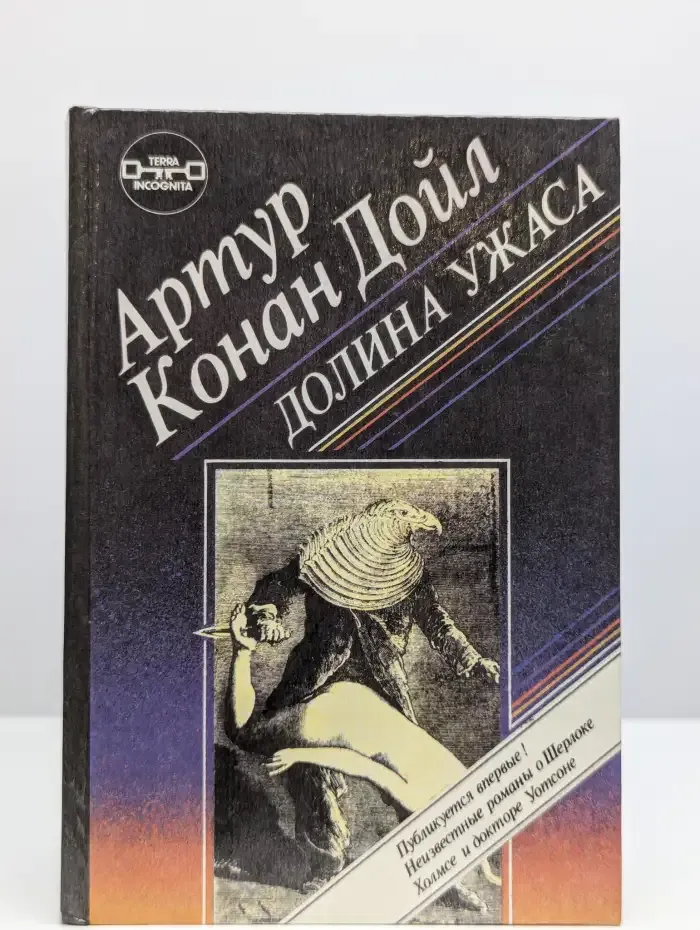 TERRA
INCOGNITA
Артур
Конан Дойл
ДОЛИНА УЖАСА
Публикуется впервые!
Неизвестные романы о Шерлоке
Холмсе и докторе Уотсоне